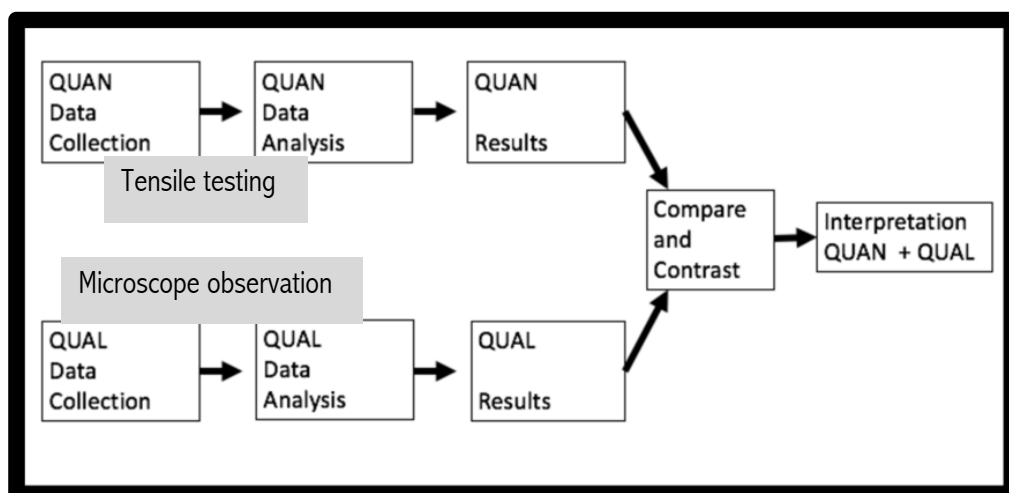 QUAN
Data
Collection
QUAN
Data
Analysis
QUAN
Results
Tensile testing
Compare
and
Contrast
Interpretation
QUAN + QUAL
Microscope observation
QUAL
Data
Collection
QUAL
Data
Analysis
QUAL
Results